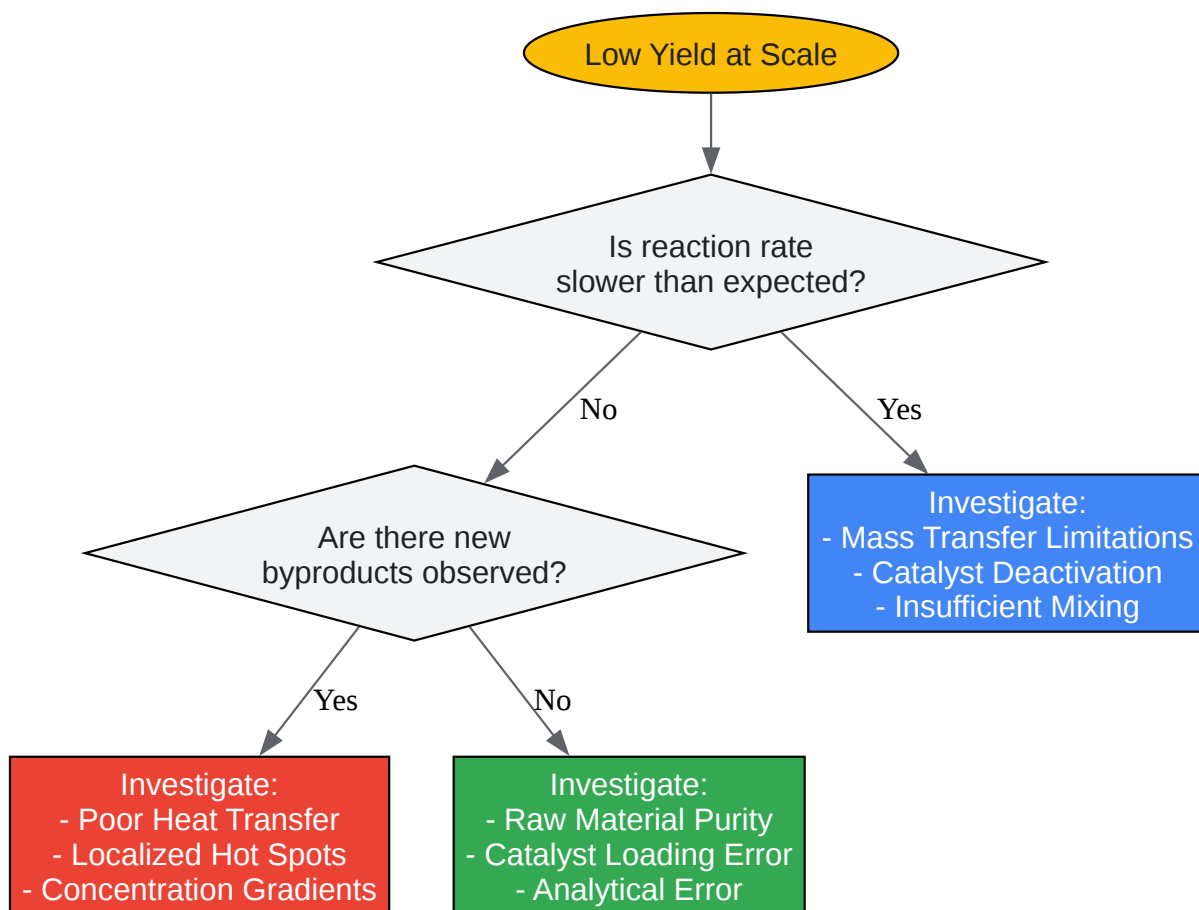 Low Yield at Scale
Is reaction rate
slower than expected?
No
Yes
Are there new
byproducts observed?
Investigate:
- Mass Transfer Limitations
- Catalyst Deactivation
- Insufficient Mixing
Yes
No
Investigate:
- Poor Heat Transfer
- Localized Hot Spots
- Concentration Gradients
Investigate:
- Raw Material Purity
- Catalyst Loading Error
- Analytical Error